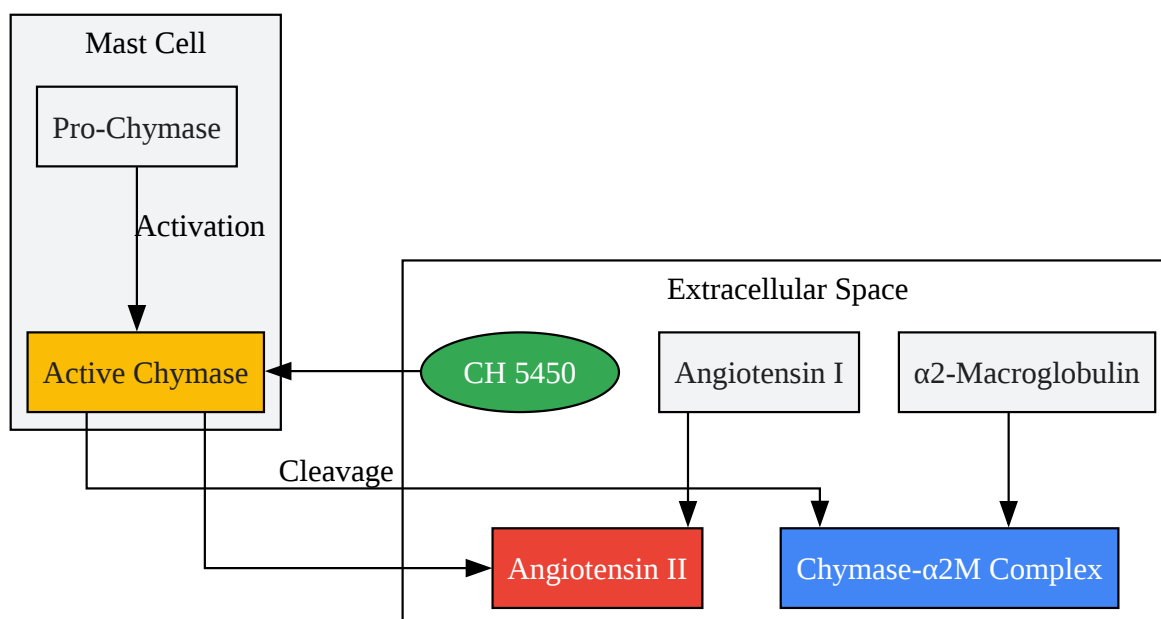 Mast Cell
Pro-Chymase
Activation
Extracellular Space
Active Chymase
CH 5450
Angiotensin I
α2-Macroglobulin
Cleavage
Angiotensin II
Chymase-α2M Complex